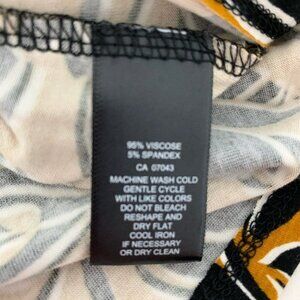 95% VISCOSE
5% SPANDEX
CA 07043
MACHINE WASH COLD
GENTLE CYCLE
WITH LIKE COLORS
DO NOT BLEACH
RESHAPE AND
DRY FLAT
COOL IRON
IF NECESSARY
OR DRY CLEAN